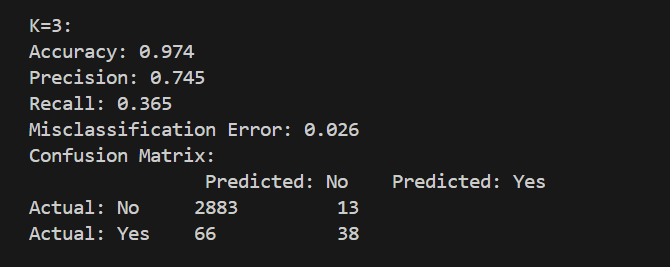 K=3:
Accuracy: 0.974
Precision: 0.745
Recall: 0.365
Misclassification Error: 0.026
Confusion Matrix:
Predicted: No Predicted: Yes
Actual: No 2883 13
Actual: Yes 66 38